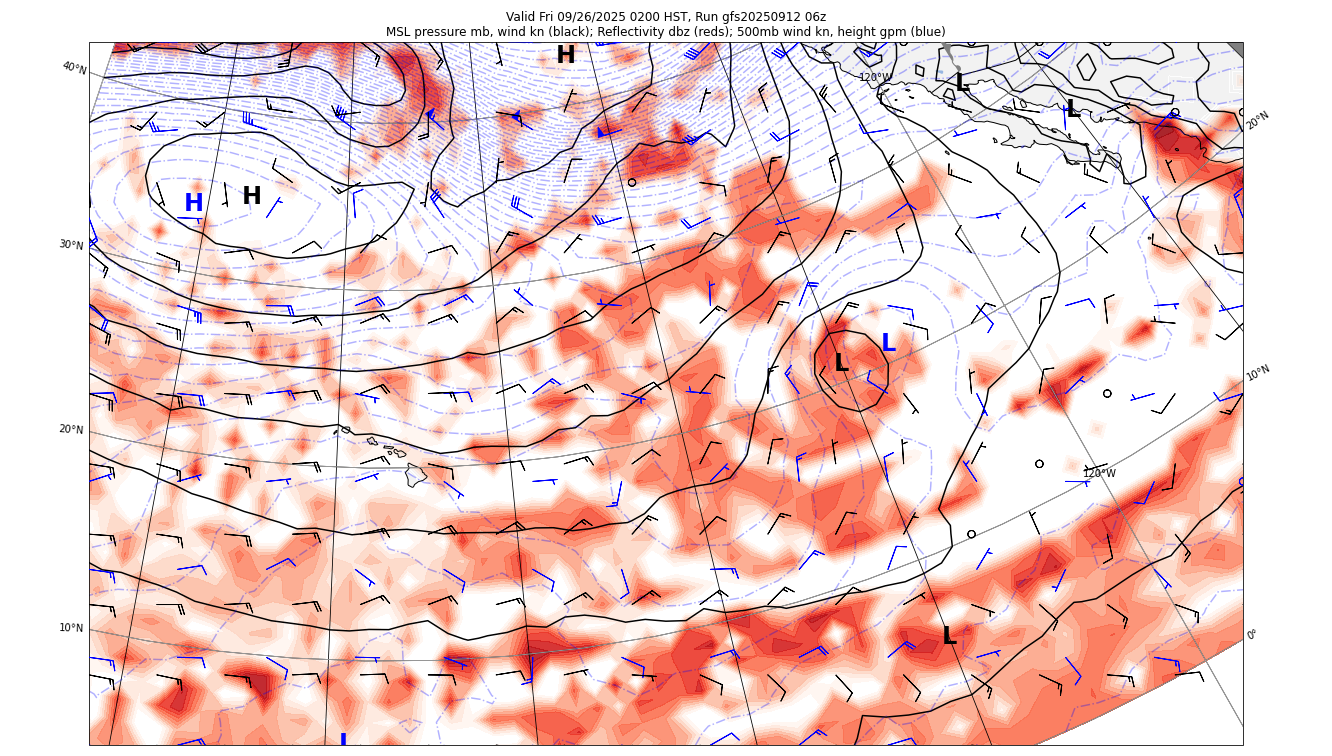 Valid Fri 09/26/2025 0200 HST, Run gfs20250912 06z
MSL pressure mb, wind kn (black); Reflectivity dbz (reds); 500mb wind kn, height gpm (blue)
H
40°N
120°W
L
L
20°N
H
H
30°N
L
L
10°N
20°N
120°W
10°N
L
0°
L